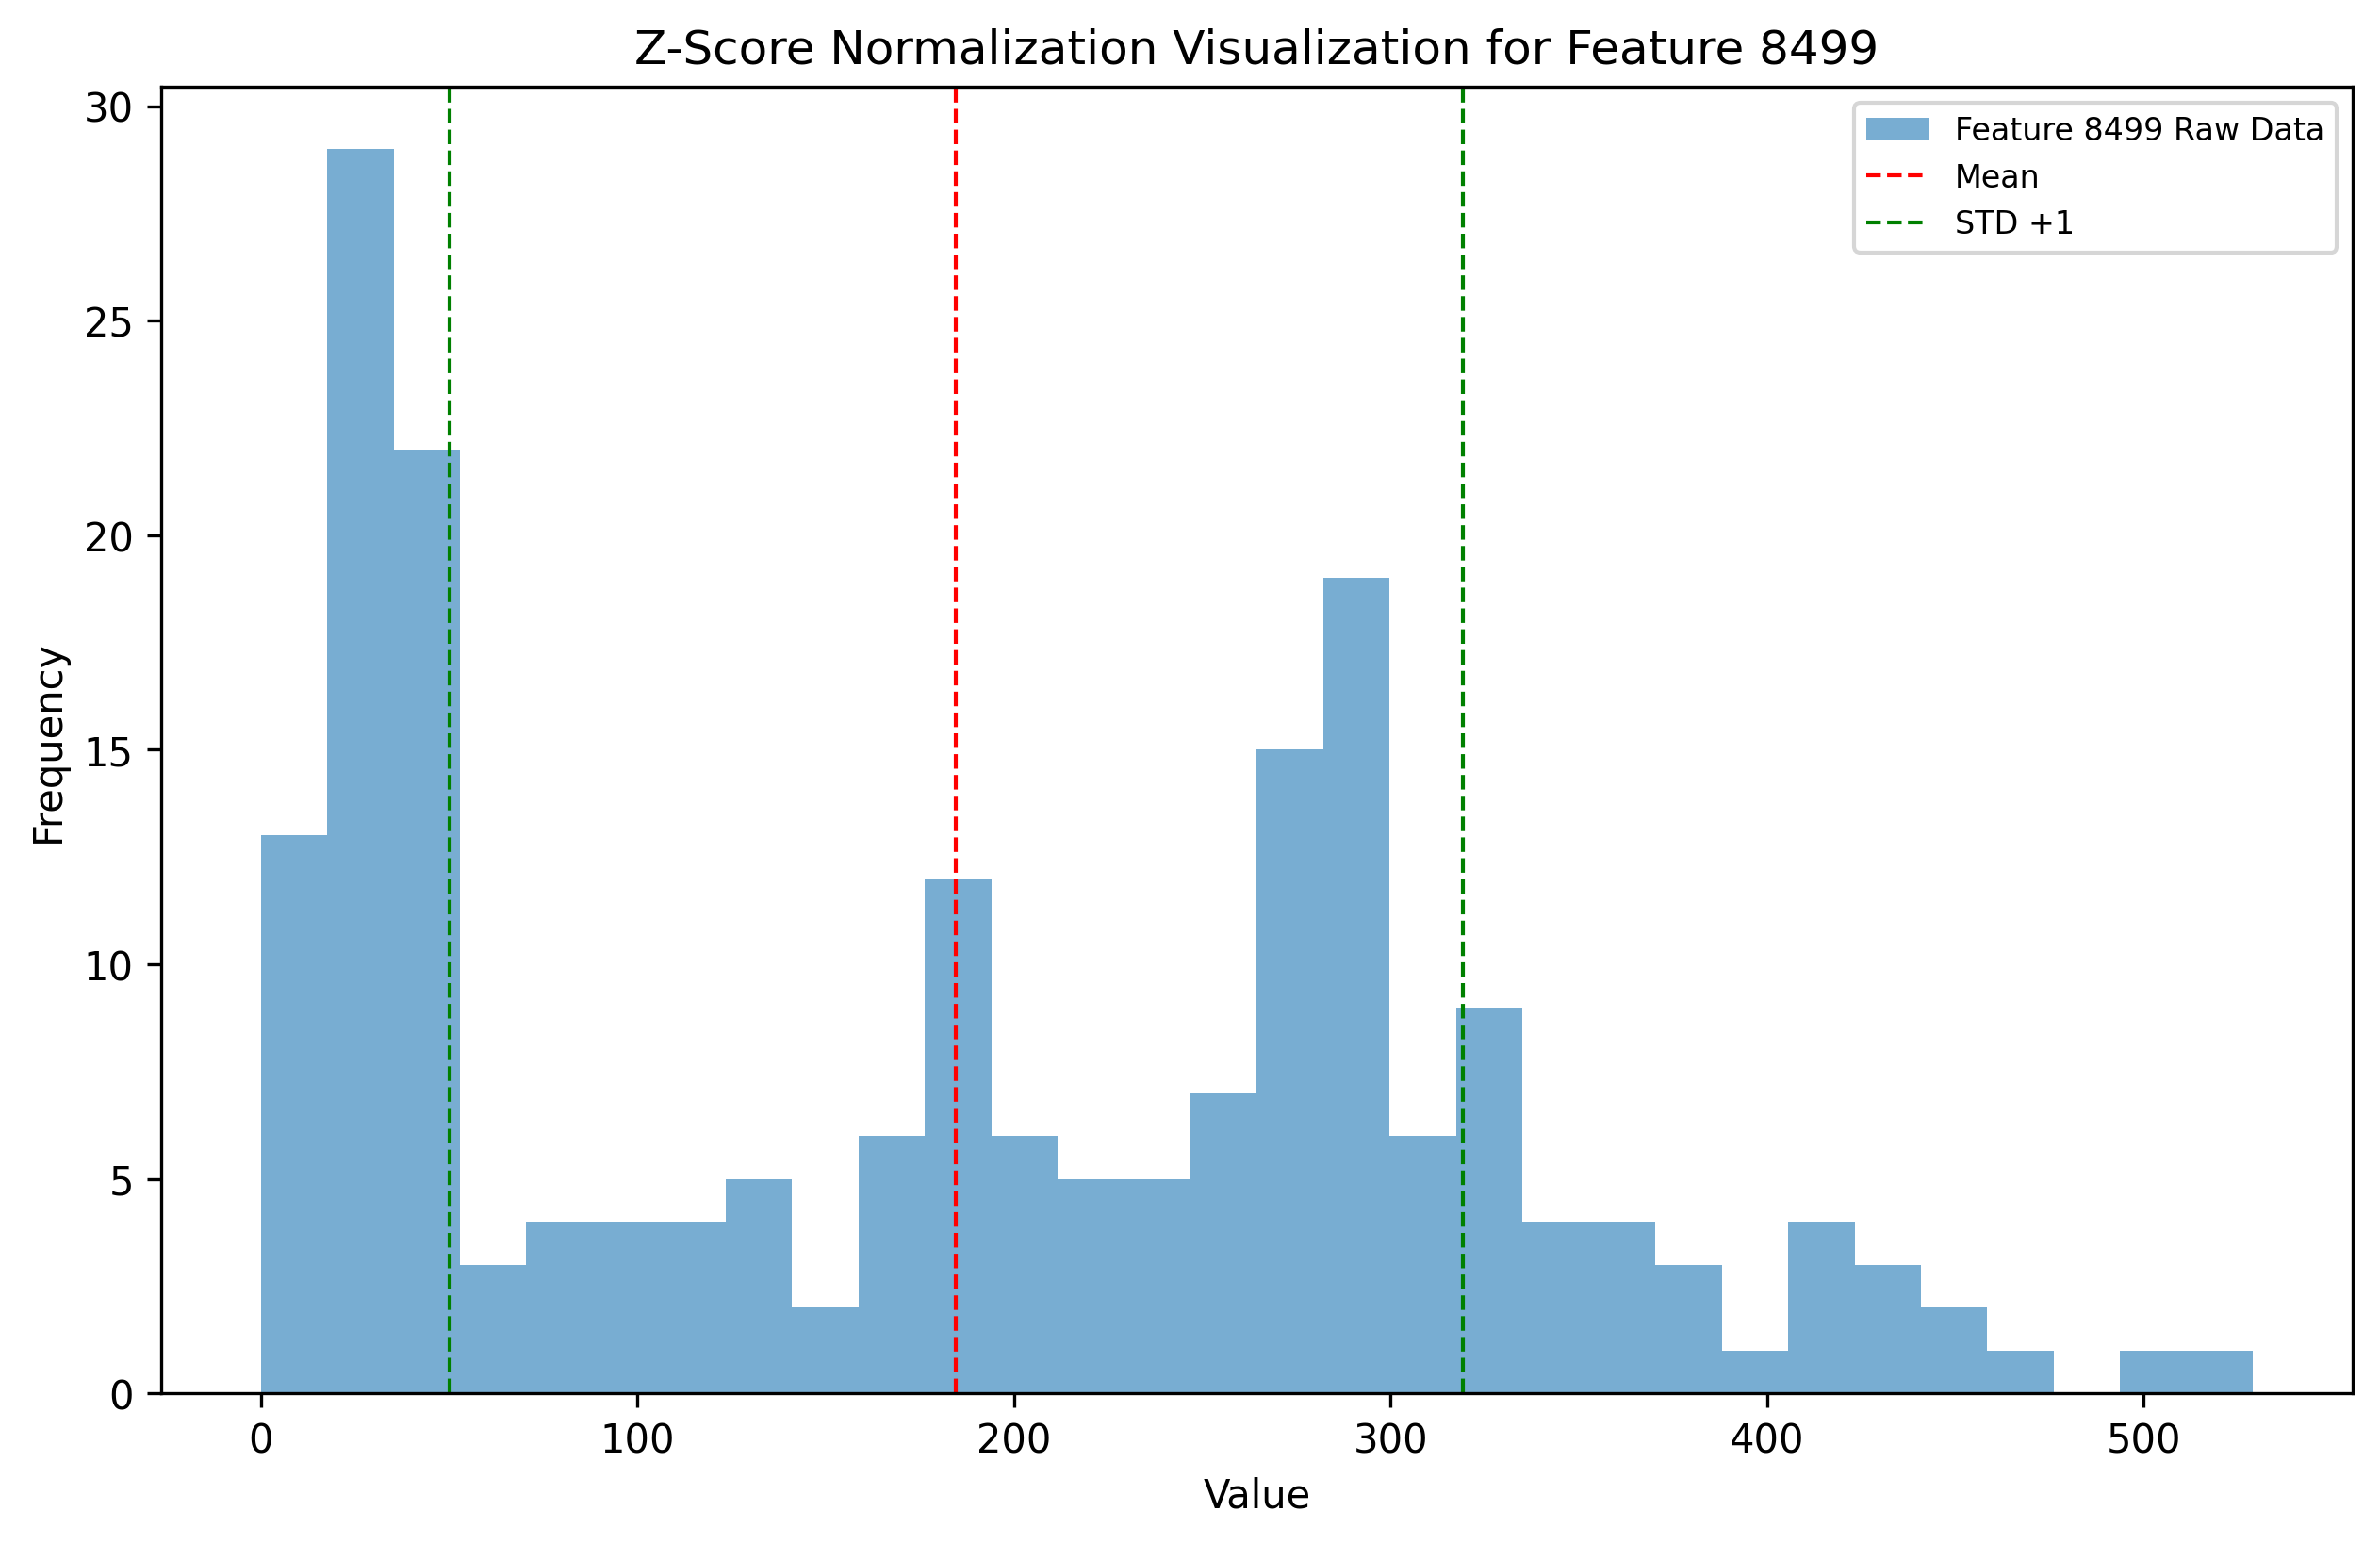 Z-Score Normalization Visualization for Feature 8499
Feature 8499 Raw Data
Mean
STD +1
30
25
20
15
10
5
0
Frequency
0 100 200 300 400 500
Value